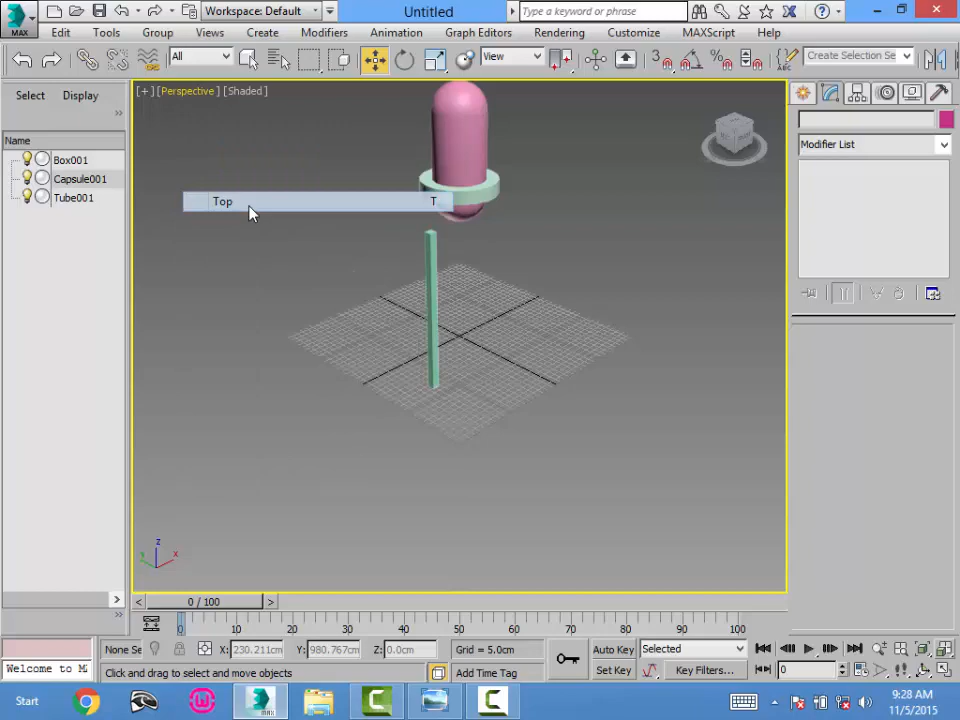 MAX
Workspace: Default
Untitled
Type a keyword or phrase
Edit Tools Group Views Create Modifiers Animation Graph Editors Rendering Customize MAXScript Help
All
View
3
Create Selection Se
Select Display
[+] [Perspective] [Shaded]
Name
Box001
Capsule001
Tube001
Top T
Modifier List
z
y
x
0 / 100
0 10 20 30 40 50 60 70 80 90 100
None Se X: 230.211cm Y: 980.767cm Z: 0.0cm Grid = 5.0cm Auto Key Selected
Welcome to M Click and drag to select and move objects Add Time Tag Set Key Key Filters... 0
Start
MAX
9:28 AM
11/5/2015